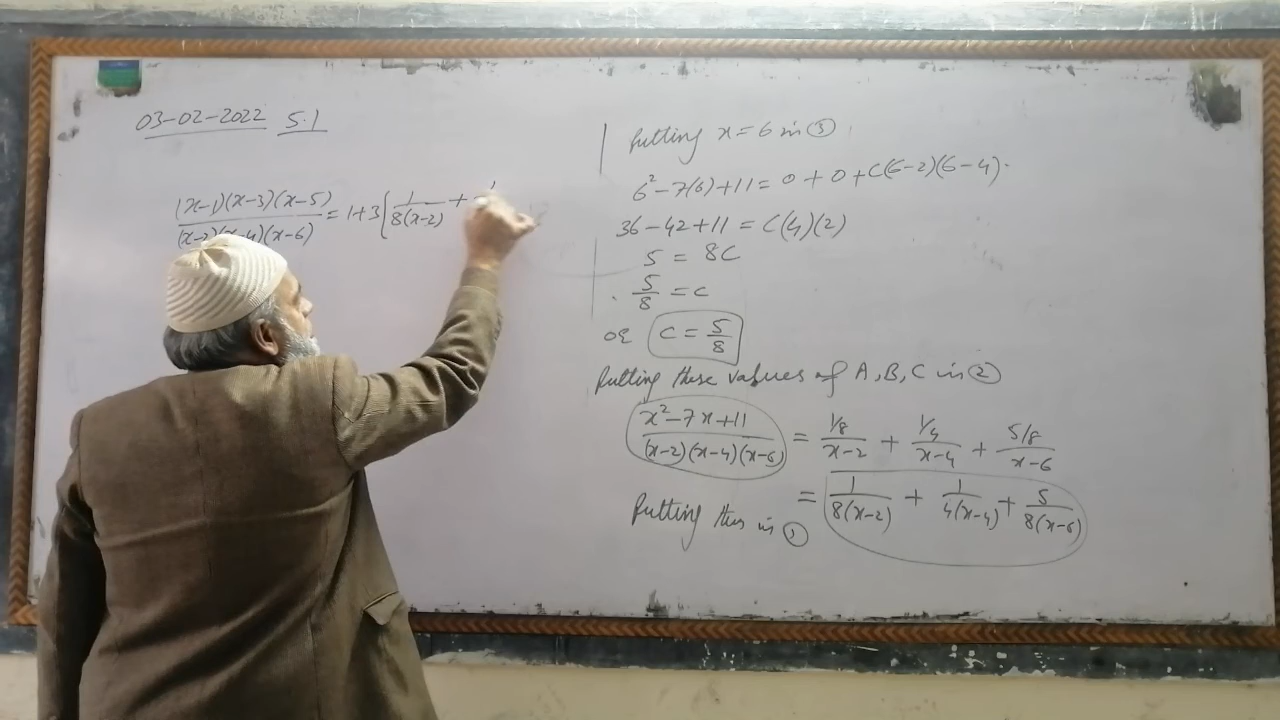 03-02-2022 5.1
(x-1)(x-3)(x-5)/(x-2)(x-4)(x-6) = 1+3[1/8(x-2) +
Putting x=6 in ③
6²-7(6)+11 = 0+0+C(6-2)(6-4).
36-42+11 = C(4)(2)
5 = 8C
5/8 = C
OR C = 5/8
Putting these values of A, B, C in ②
x²-7x+11/(x-2)(x-4)(x-6) = 1/8/x-2 + 1/4/x-4 + 5/8/x-6
= 1/8(x-2) + 1/4(x-4) + 5/8(x-6)
Putting this in ①